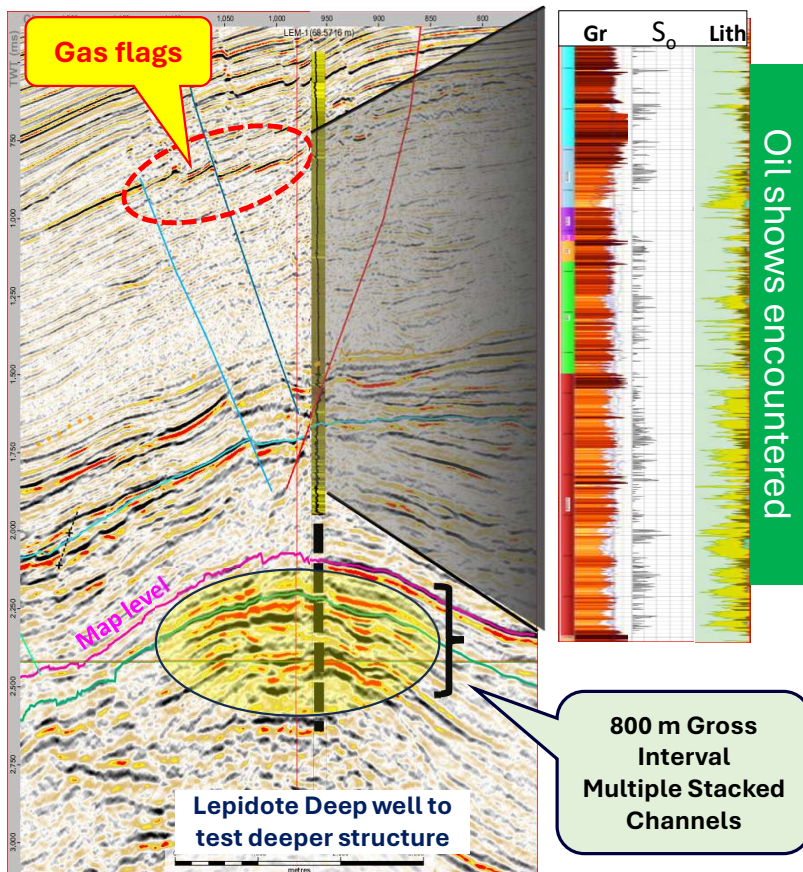 1,050
1,000
950
900
850
800
LEM-1(68.5716 m)
TWT (ms)
Gas flags
750
1,000
1,250
1,500
1,750
2,000
2,250
2,500
2,750
3,000
Map level
Lepidote Deep well to
test deeper structure
metres
Gr
So
Lith
Oil shows encountered
800 m Gross
Interval
Multiple Stacked
Channels